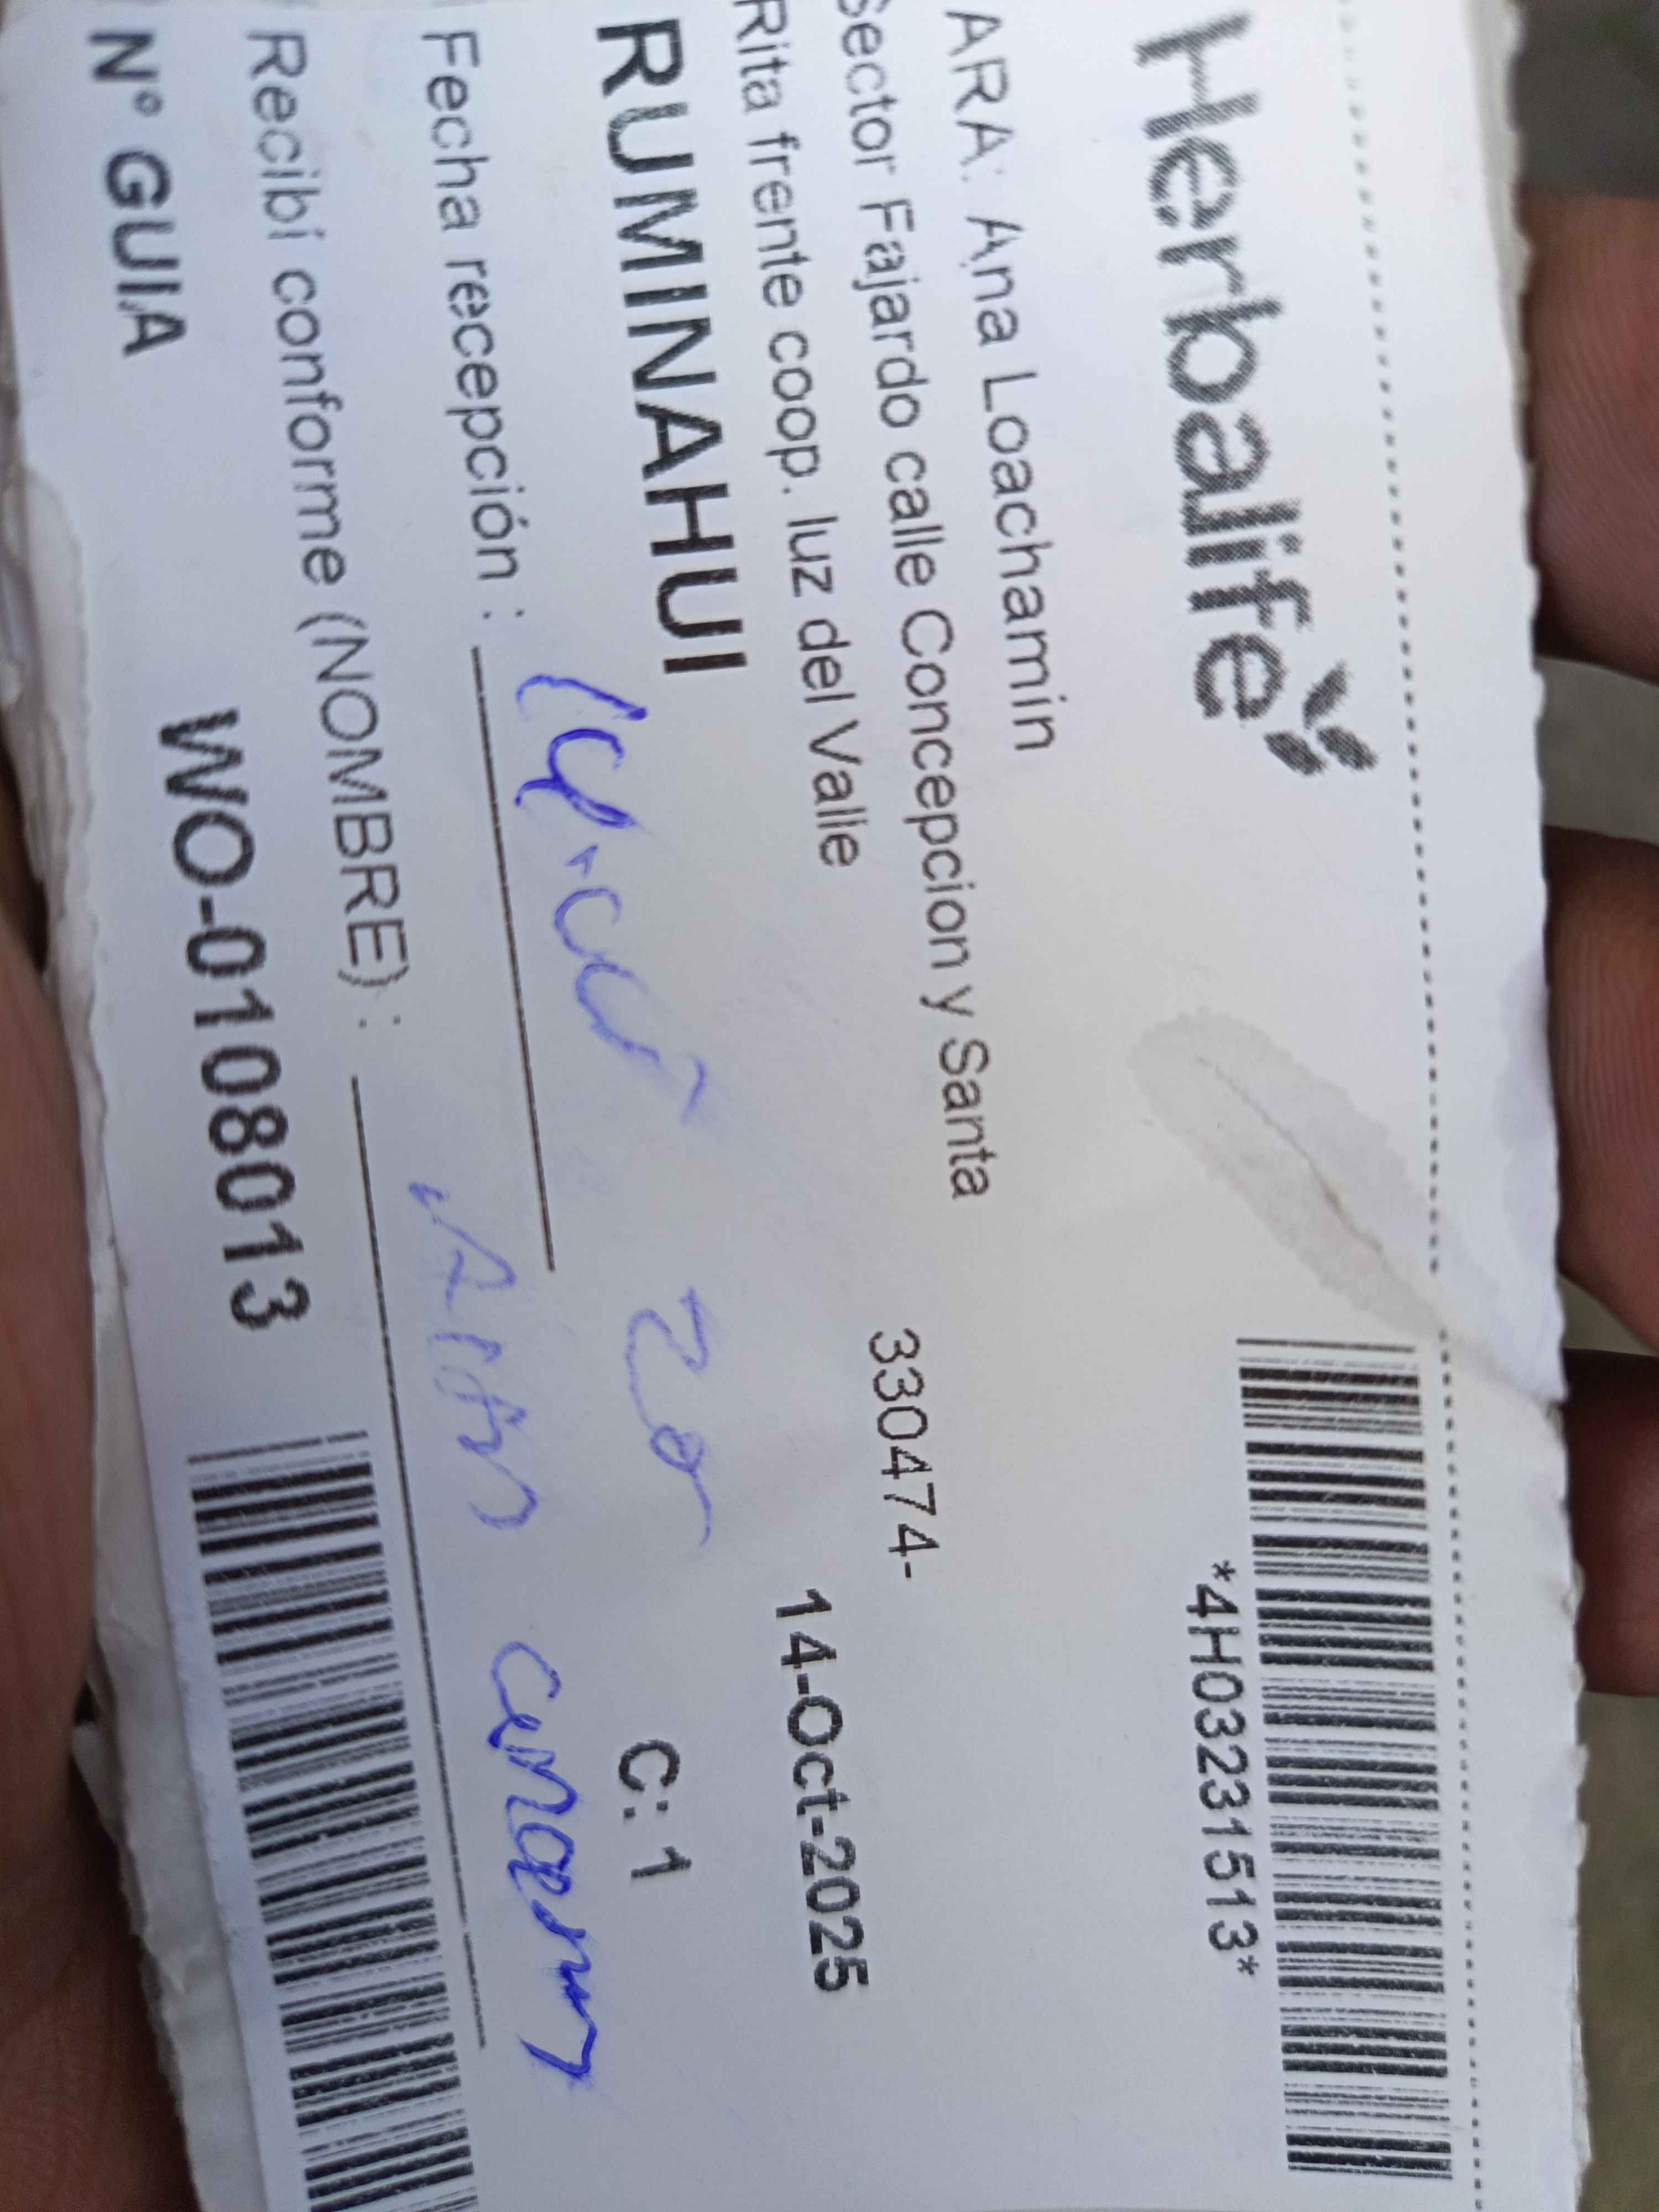 Herbalife
*4H03231513*
ARA: Ana Loachamin
Sector Fajardo calle Concepcion y Santa
330474-
Rita frente coop. luz del Valle
14-Oct-2025
RUMINAHUI
C: 1
Fecha recepción :
Recibí conforme (NOMBRE) :
N° GUIA
WO-0108013